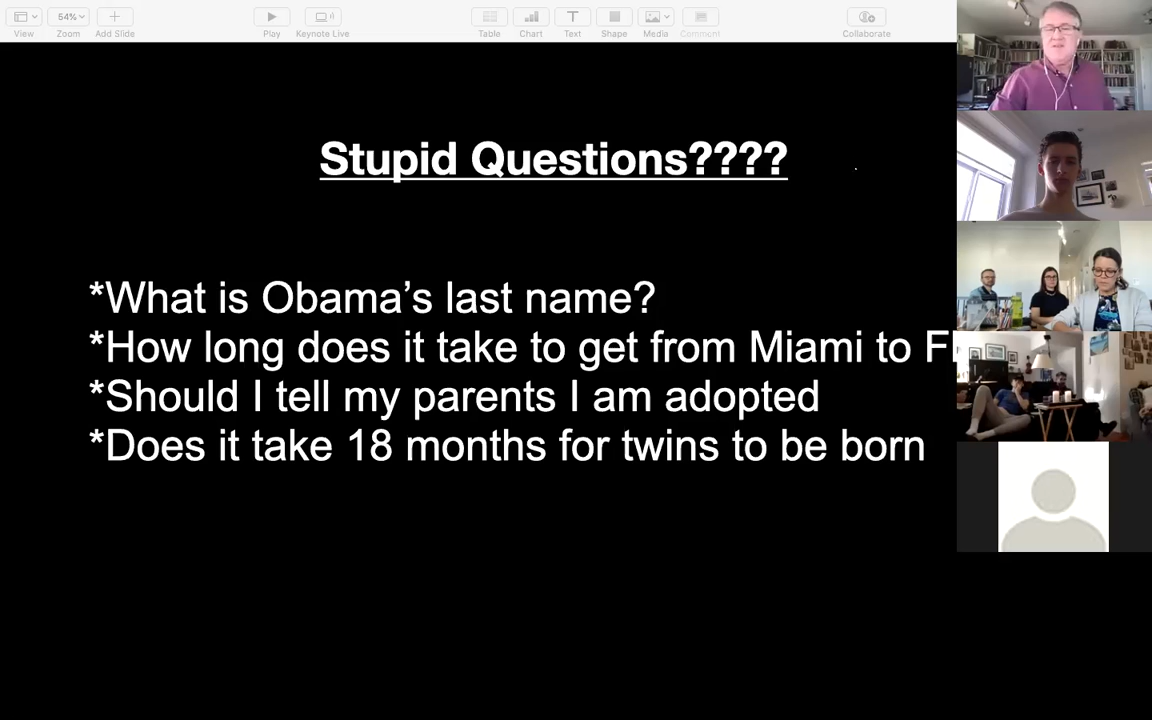 54%
View
Zoom
Add Slide
Play
Keynote Live
Table
Chart
Text
Shape
Media
Comment
Collaborate
Stupid Questions????
*What is Obama's last name?
*How long does it take to get from Miami to
*Should I tell my parents I am adopted
*Does it take 18 months for twins to be born